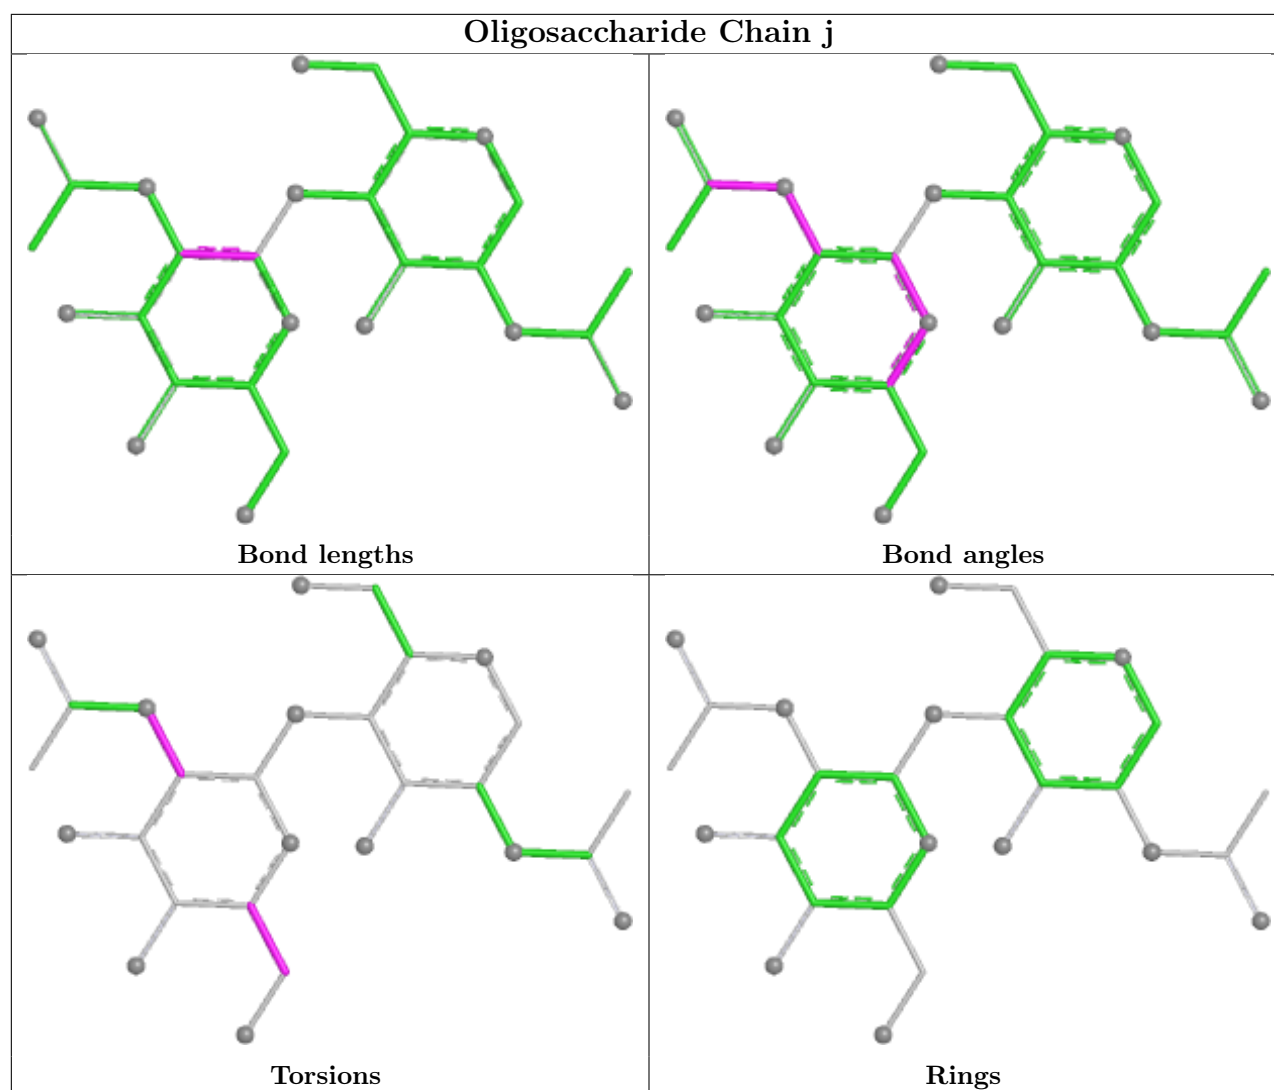 Oligosaccharide Chain j
Bond lengths
Bond angles
Torsions
Rings